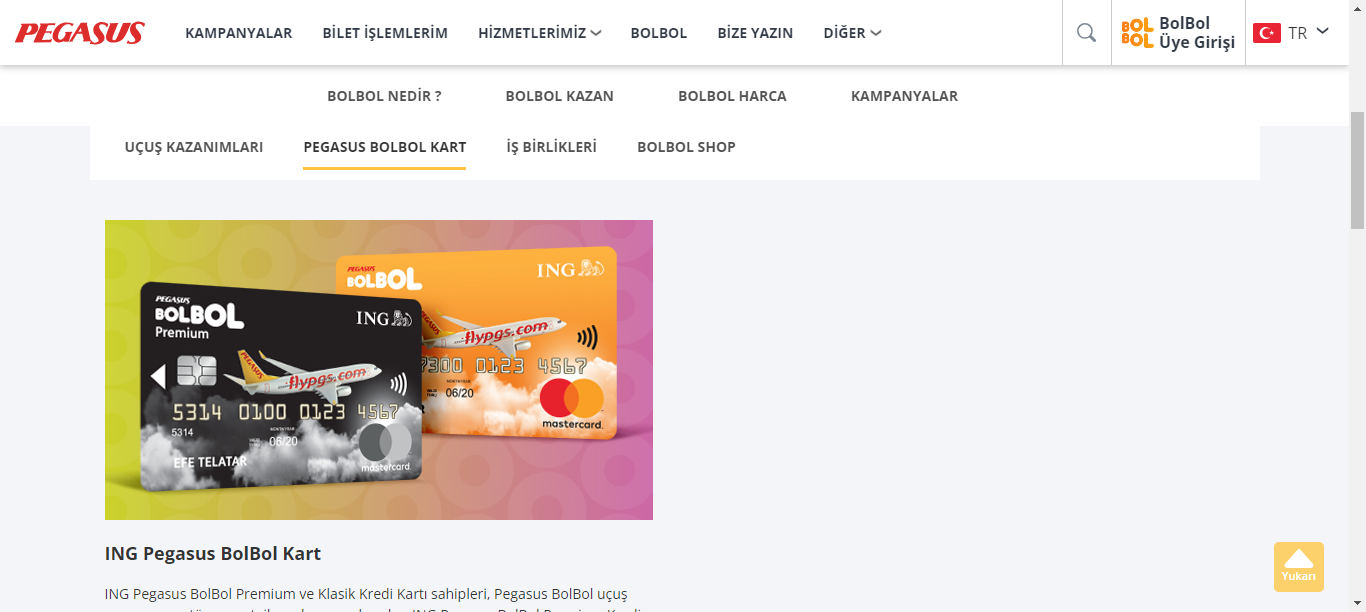 PEGASUS
KAMPANYALAR BİLET İŞLEMLERİM HİZMETLERİMİZ BOLBOL BİZE YAZIN DİĞER
BOL BOL
BolBol
Üye Girişi
TR
BOLBOL NEDİR ? BOLBOL KAZAN BOLBOL HARCA KAMPANYALAR
UÇUŞ KAZANIMLARI PEGASUS BOLBOL KART İŞ BİRLİKLERİ BOLBOL SHOP
PEGASUS
BOLBOL
ING
PEGASUS
flypgs.com
7300 0123 4567
06/20
mastercard.
PEGASUS
BOLBOL
Premium
ING
PEGASUS
flypgs.com
5314 0100 0123 4567
5314
06/20
EFE TELATAR
mastercard
ING Pegasus BolBol Kart
ING Pegasus BolBol Premium ve Klasik Kredi Kartı sahipleri, Pegasus BolBol uçuş
Yukarı